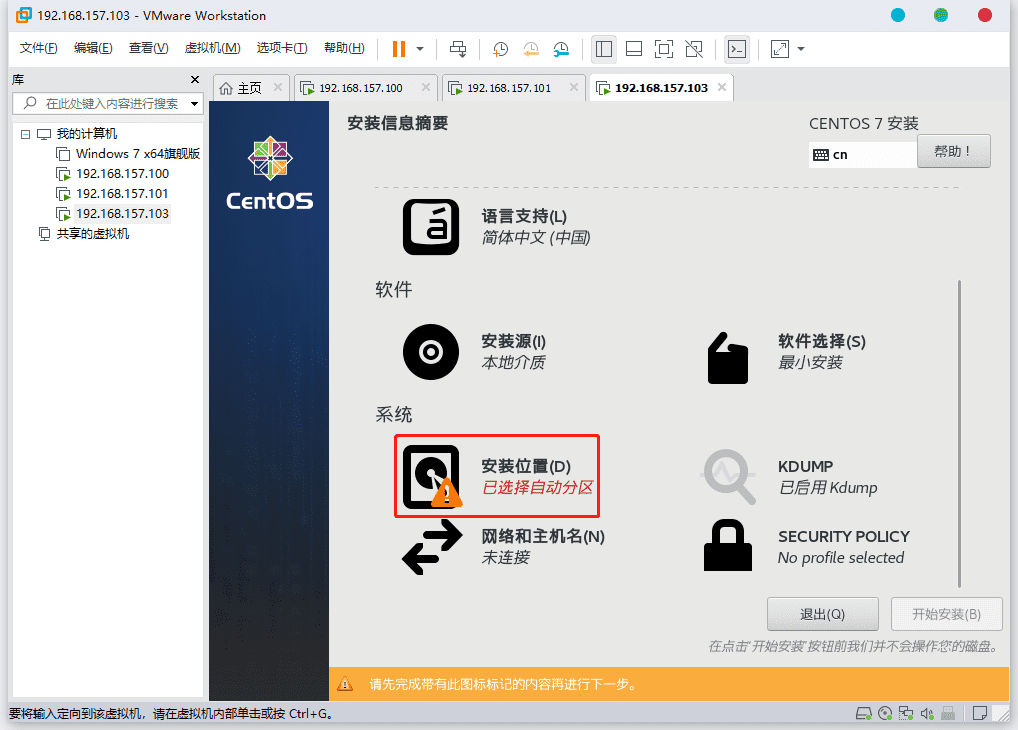 192.168.157.103 - VMware Workstation
文件(F) 编辑(E) 查看(V) 虚拟机(M) 选项卡(T) 帮助(H)
库
在此处键入内容进行搜索
我的计算机
Windows 7 x64旗舰版
192.168.157.100
192.168.157.101
192.168.157.103
共享的虚拟机
主页 192.168.157.100 192.168.157.101 192.168.157.103
CentOS
安装信息摘要
CENTOS 7 安装
cn
帮助！
语言支持(L)
简体中文 (中国)
软件
安装源(I)
本地介质
软件选择(S)
最小安装
系统
安装位置(D)
已选择自动分区
KDUMP
已启用 Kdump
网络和主机名(N)
未连接
SECURITY POLICY
No profile selected
退出(Q)
开始安装(B)
在点击'开始安装'按钮前我们并不会操作您的磁盘。
请先完成带有此图标标记的内容再进行下一步。
要将输入定向到该虚拟机，请在虚拟机内部单击或按 Ctrl+G。